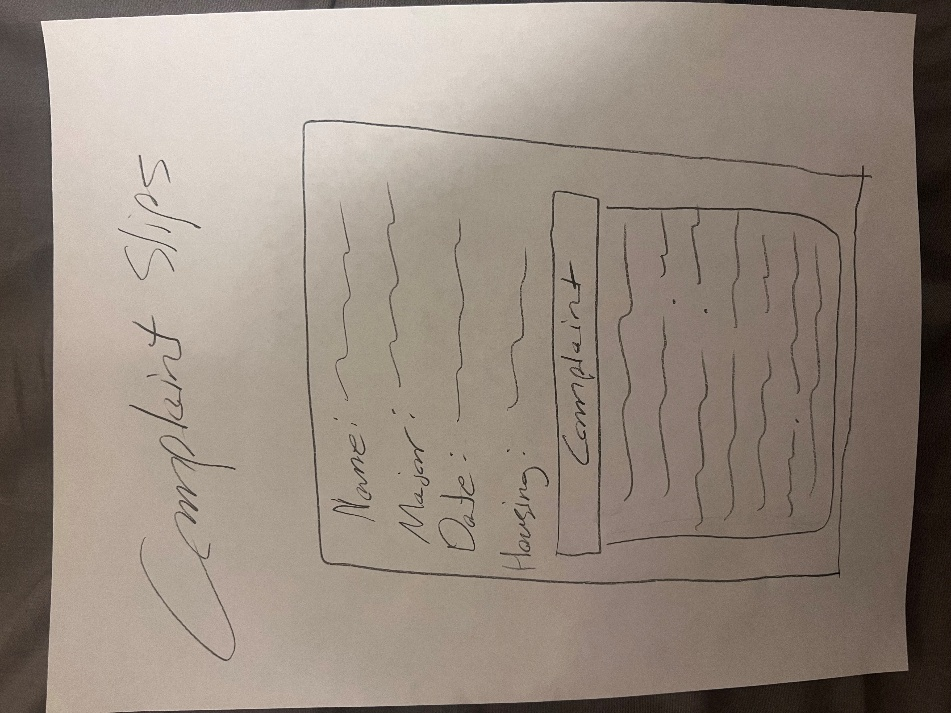 Complaint Slips
Name:
Major:
Date:
Housing:
Complaint